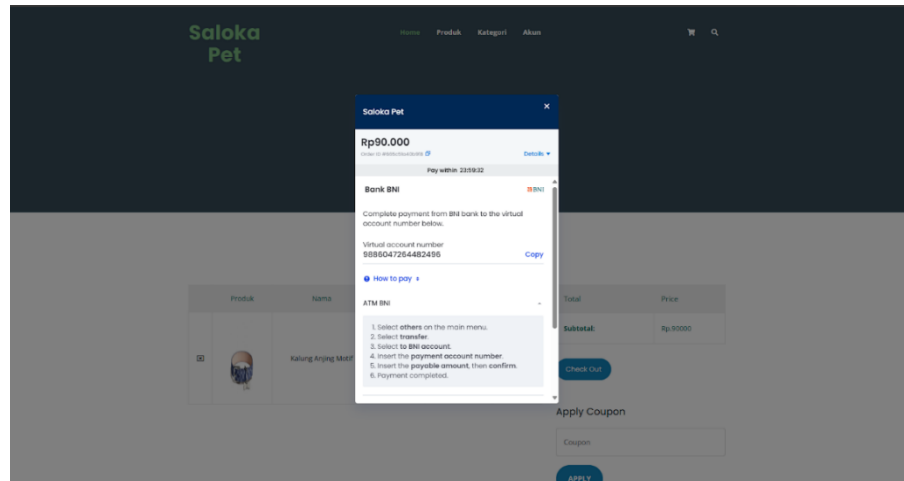 Saloka
Pet
Home Produk Kategori Akun
Saloka Pet ×
Rp90.000
Order ID
Details
Pay within 23:59:32
Bank BNI
BNI
Complete payment from BNI bank to the virtual
account number below.
Virtual account number
9886047264482496 Copy
How to pay
ATM BNI
1. Select others on the main menu.
2. Select transfer.
3. Select to BNI account.
4. Insert the payment account number.
5. Insert the payable amount, then confirm.
6. Payment completed.
Produk Nama
Kalung Anjing Motif
Total Price
Subtotal: Rp.90000
Check Out
Apply Coupon
Coupon
APPLY